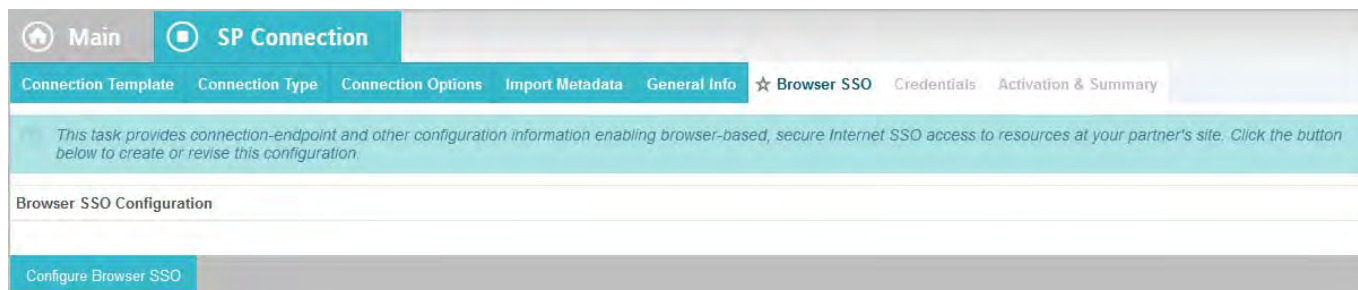 Main SP Connection
Connection Template Connection Type Connection Options Import Metadata General Info Browser SSO Credentials Activation & Summary
This task provides connection-endpoint and other configuration information enabling browser-based, secure Internet SSO access to resources at your partner's site. Click the button
below to create or revise this configuration.
Browser SSO Configuration
Configure Browser SSO